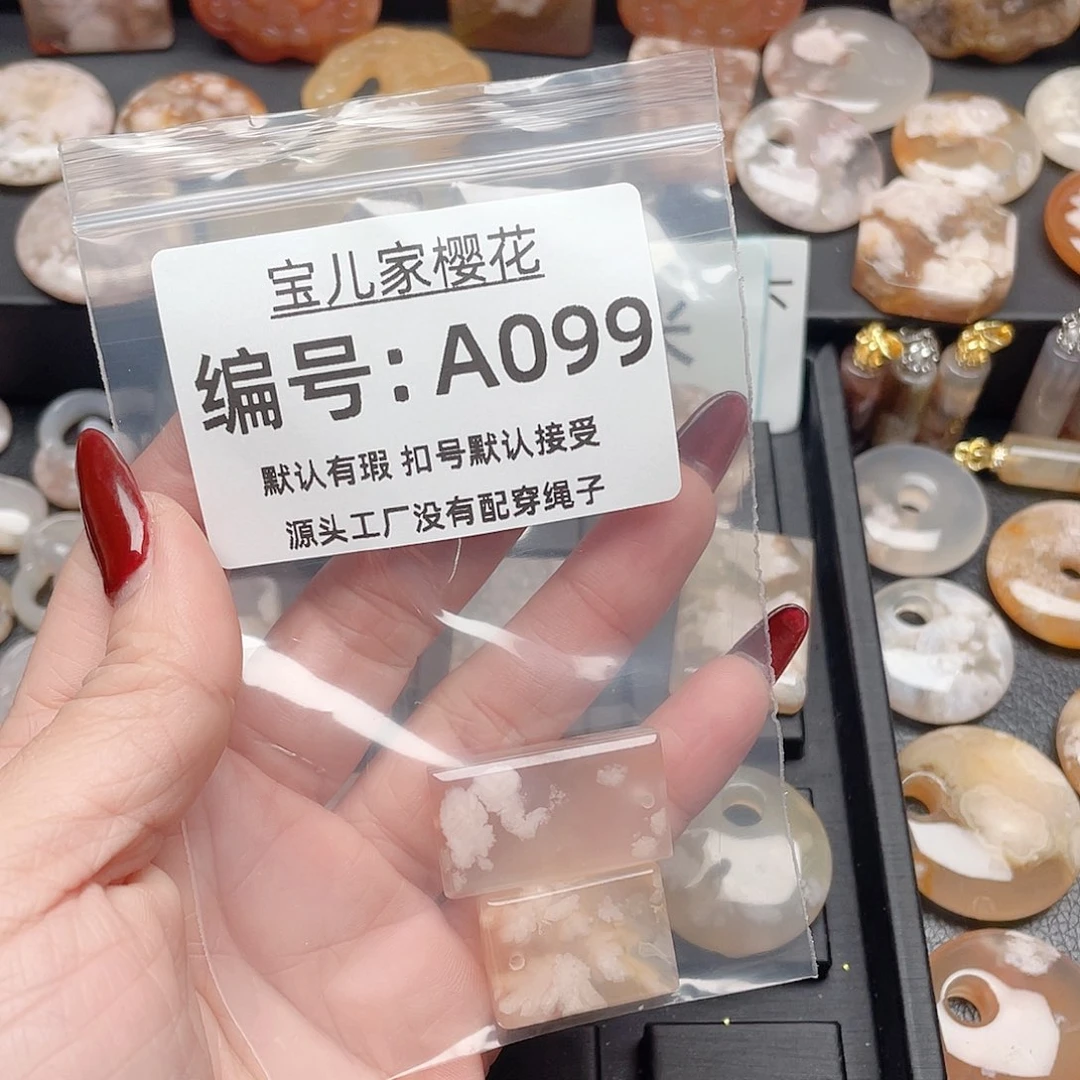 宝儿家樱花
编号:A099
默认有瑕 扣号默认接受
源头工厂没有配穿绳子